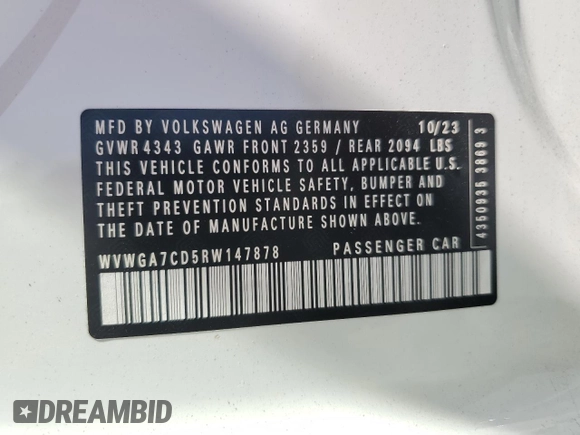 MFD BY VOLKSWAGEN AG GERMANY 10/23
GVWR 4343 GAWR FRONT 2359 / REAR 2094 LBS
THIS VEHICLE CONFORMS TO ALL APPLICABLE U.S.
FEDERAL MOTOR VEHICLE SAFETY, BUMPER AND
THEFT PREVENTION STANDARDS IN EFFECT ON
THE DATE OF MANUFACTURE SHOWN ABOVE.
WVWGA7CD5RW147878 PASSENGER CAR
4350935 3869 3
DREAMBID